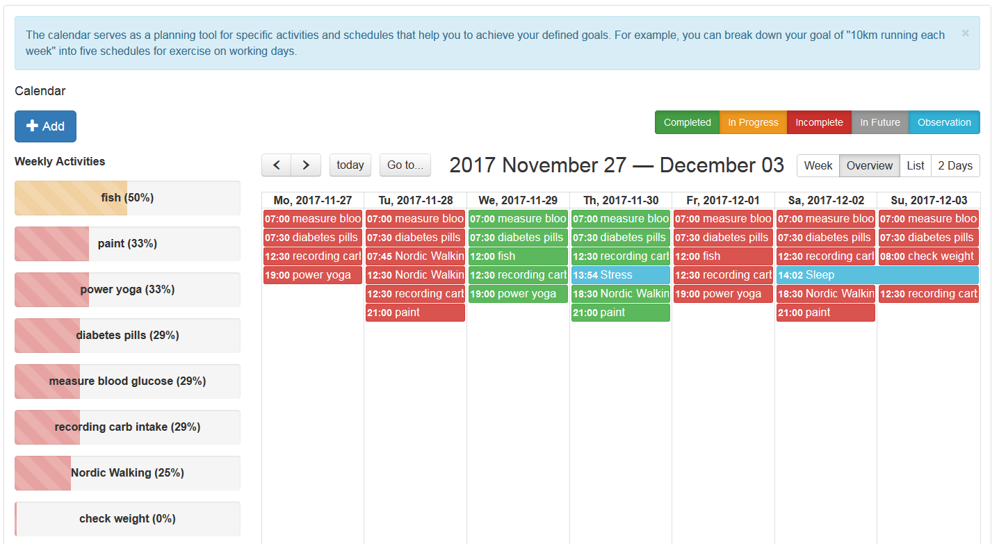 The calendar serves as a planning tool for specific activities and schedules that help you to achieve your defined goals. For example, you can break down your goal of "10km running each
week" into five schedules for exercise on working days.
×
Calendar
Add
Completed
In Progress
Incomplete
In Future
Observation
Weekly Activities
fish (50%)
paint (33%)
power yoga (33%)
diabetes pills (29%)
measure blood glucose (29%)
recording carb intake (29%)
Nordic Walking (25%)
check weight (0%)
today
Go to...
2017 November 27 — December 03
Week
Overview
List
2 Days
Mo, 2017-11-27
07:00 measure bloo
07:30 diabetes pills
12:30 recording cart
19:00 power yoga
Tu, 2017-11-28
07:00 measure bloo
07:30 diabetes pills
07:45 Nordic Walkin
12:30 Nordic Walkin
12:30 recording cart
21:00 paint
We, 2017-11-29
07:00 measure bloo
07:30 diabetes pills
12:00 fish
12:30 recording cart
19:00 power yoga
Th, 2017-11-30
07:00 measure bloo
07:30 diabetes pills
12:30 recording cart
13:54 Stress
18:30 Nordic Walkin
21:00 paint
Fr, 2017-12-01
07:00 measure bloo
07:30 diabetes pills
12:00 fish
12:30 recording cart
19:00 power yoga
Sa, 2017-12-02
07:00 measure bloo
07:30 diabetes pills
12:30 recording cart
14:02 Sleep
18:30 Nordic Walkin
21:00 paint
Su, 2017-12-03
07:00 measure bloo
07:30 diabetes pills
08:00 check weight
12:30 recording cart